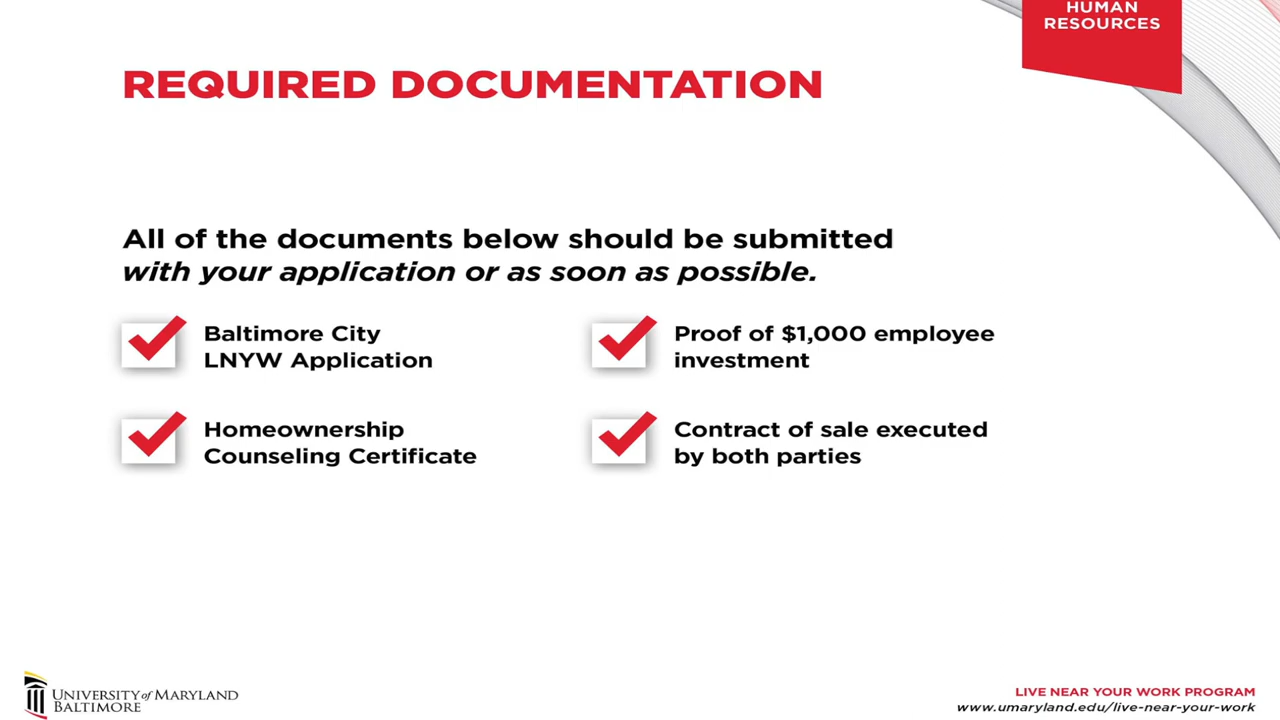 HUMAN
RESOURCES
REQUIRED DOCUMENTATION
All of the documents below should be submitted
with your application or as soon as possible.
Baltimore City
LNYW Application
Proof of $1,000 employee
investment
Homeownership
Counseling Certificate
Contract of sale executed
by both parties
UNIVERSITY of MARYLAND
BALTIMORE
LIVE NEAR YOUR WORK PROGRAM
www.umaryland.edu/live-near-your-work